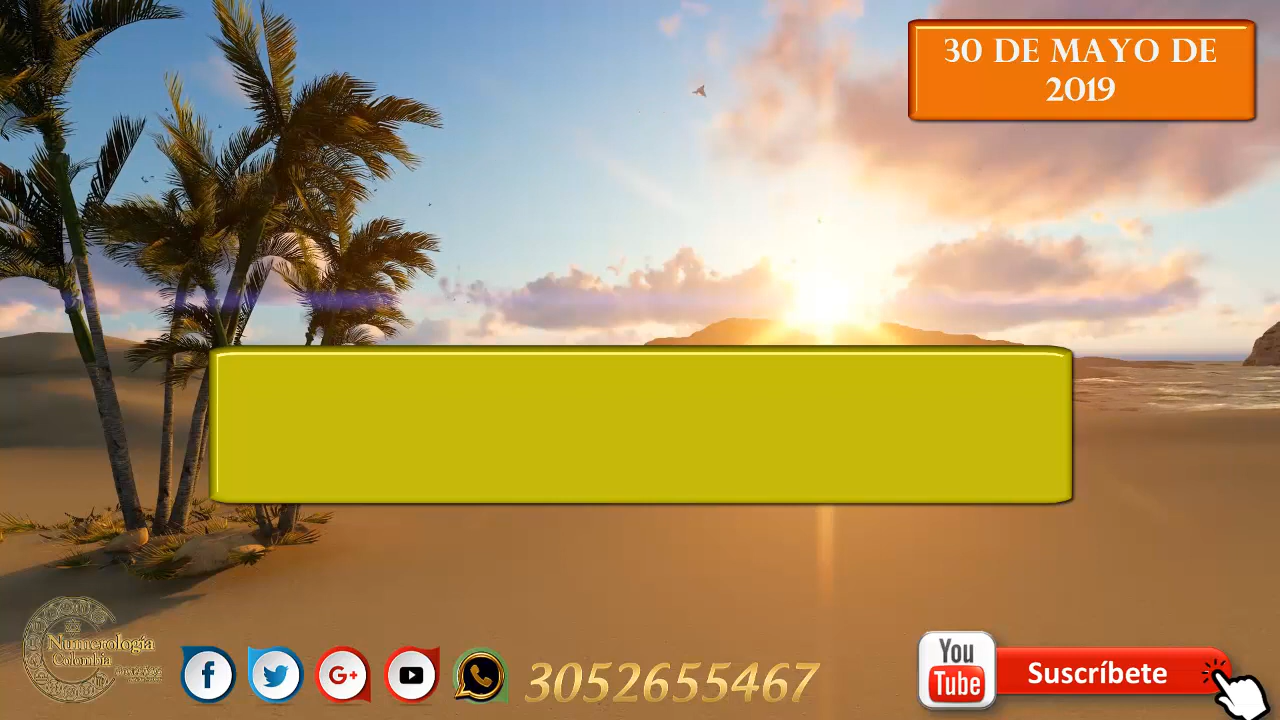 30 DE MAYO DE
2019
Numerología
Colombia
3052655467
You
Tube
Suscríbete